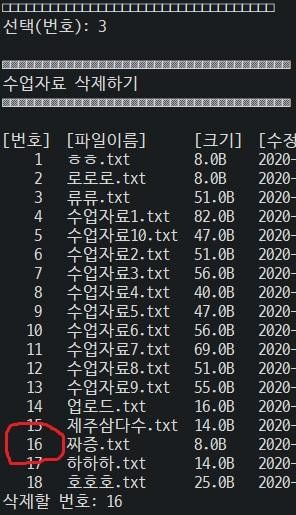 선택(번호): 3
수업자료 삭제하기
[번호] [파일이름] [크기] [수정
1 ㅎㅎ.txt 8.0B 2020-
2 로로로.txt 8.0B 2020-
3 류류.txt 51.0B 2020-
4 수업자료1.txt 82.0B 2020-
5 수업자료10.txt 47.0B 2020-
6 수업자료2.txt 51.0B 2020-
7 수업자료3.txt 56.0B 2020-
8 수업자료4.txt 40.0B 2020-
9 수업자료5.txt 47.0B 2020-
10 수업자료6.txt 56.0B 2020-
11 수업자료7.txt 69.0B 2020-
12 수업자료8.txt 51.0B 2020-
13 수업자료9.txt 55.0B 2020-
14 업로드.txt 16.0B 2020-
15 제주삼다수.txt 14.0B 2020-
16 짜증.txt 8.0B 2020-
17 하하하.txt 14.0B 2020-
18 호호호.txt 25.0B 2020-
삭제할 번호: 16